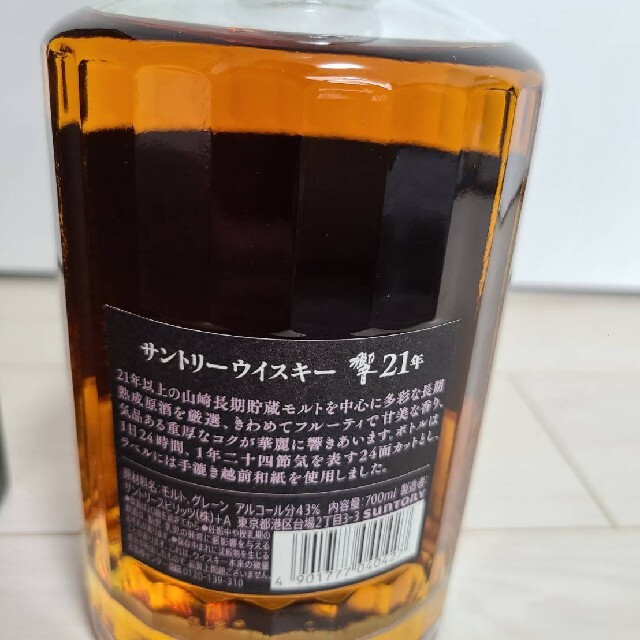 サントリーウイスキー 響 21年
21年以上の山崎長期貯蔵モルトを中心に多彩な長期
熟成原酒を厳選。きわめてフルーティで甘美な香り、
気品ある重厚なコクが華麗に響きあいます。ボトルは
1日24時間、1年二十四節気を表す24面カットとし、
ラベルには手漉き越前和紙を使用しました。
原材料名:モルト、グレーン アルコール分43% 内容量:700ml 製造者:
サントリースピリッツ(株)+A 東京都港区台場2丁目3-3 SUNTORY
0120-139-310
4 901777 04049